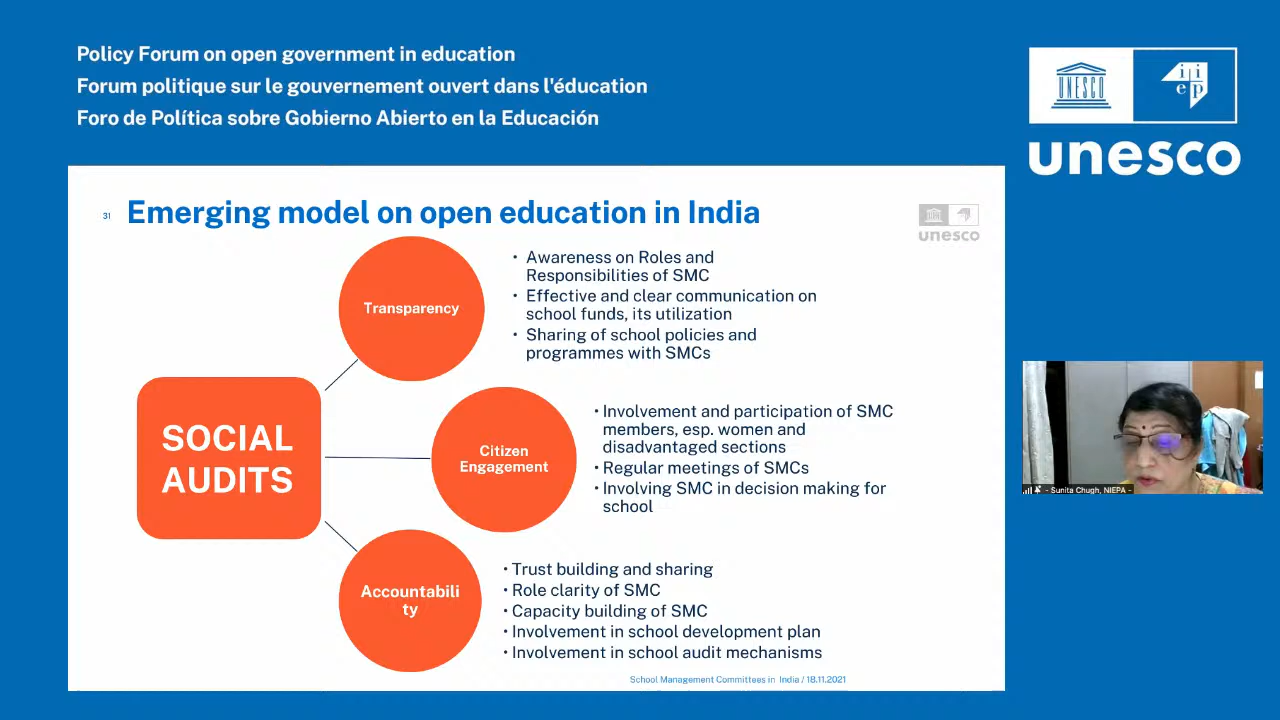 Policy Forum on open government in education
Forum politique sur le gouvernement ouvert dans l'éducation
Foro de Política sobre Gobierno Abierto en la Educación
UNESCO
i i
e p
unesco
31
Emerging model on open education in India
unesco
Transparency
• Awareness on Roles and
Responsibilities of SMC
• Effective and clear communication on
school funds, its utilization
• Sharing of school policies and
programmes with SMCs
SOCIAL
AUDITS
Citizen
Engagement
• Involvement and participation of SMC
members, esp. women and
disadvantaged sections
• Regular meetings of SMCs
• Involving SMC in decision making for
school
Accountabili
ty
• Trust building and sharing
• Role clarity of SMC
• Capacity building of SMC
• Involvement in school development plan
• Involvement in school audit mechanisms
School Management Committees in India / 18.11.2021
- Sunita Chugh, NIEPA -